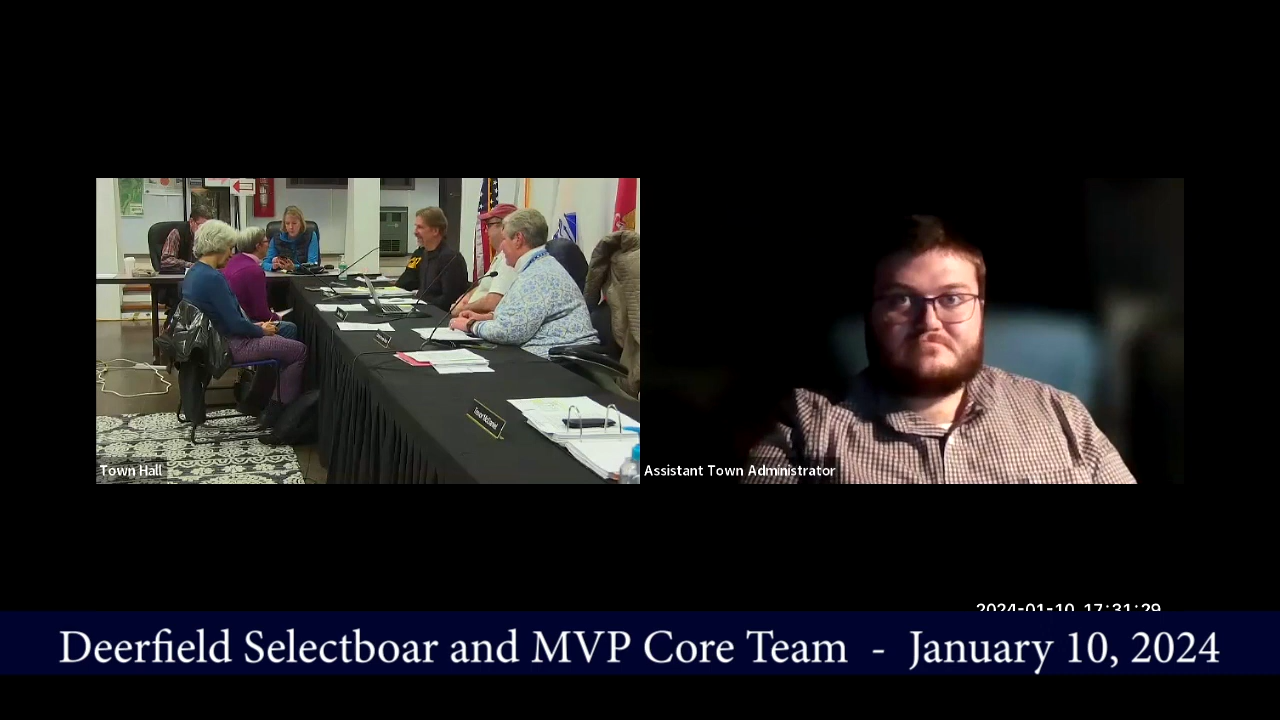 Town Hall
Assistant Town Administrator
2024-01-10 17:31:29
Deerfield Selectboar and MVP Core Team - January 10, 2024